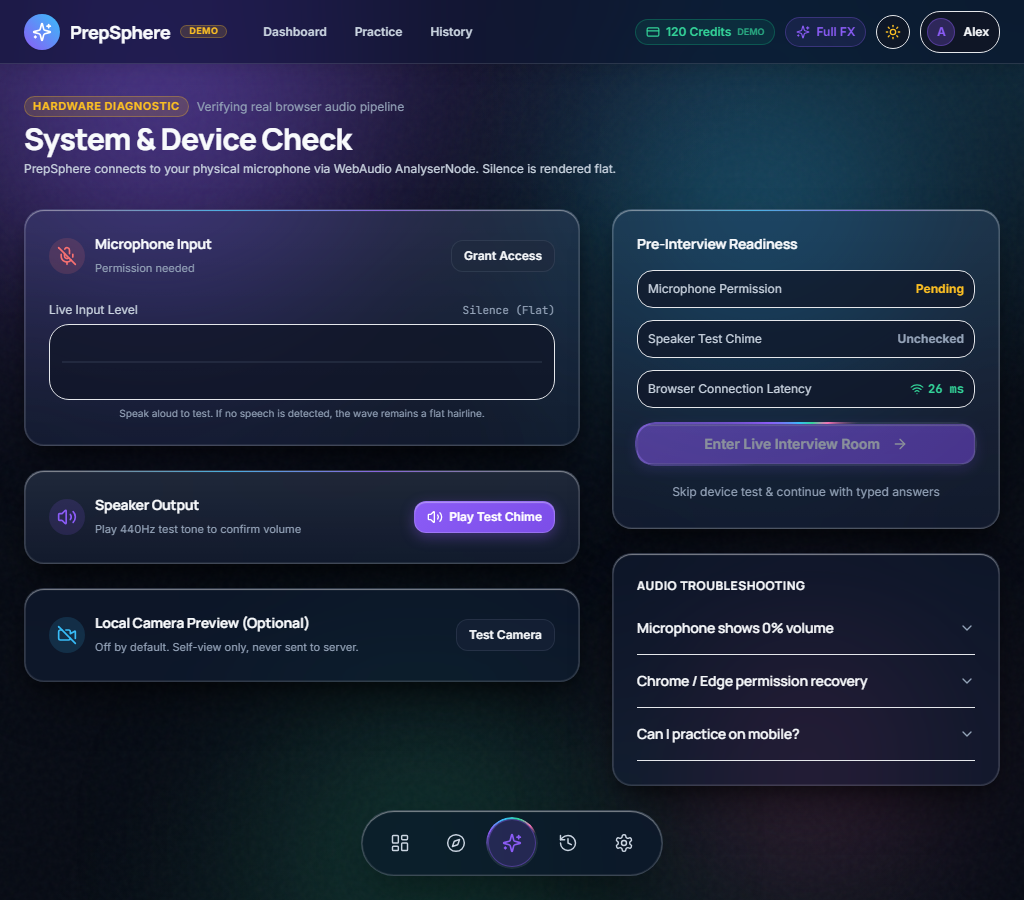 PrepSphere DEMO Dashboard Practice History 120 Credits DEMO Full FX A Alex
HARDWARE DIAGNOSTIC Verifying real browser audio pipeline
System & Device Check
PrepSphere connects to your physical microphone via WebAudio AnalyserNode. Silence is rendered flat.
Microphone Input
Permission needed
Grant Access
Live Input Level Silence (Flat)
Speak aloud to test. If no speech is detected, the wave remains a flat hairline.
Speaker Output
Play 440Hz test tone to confirm volume
Play Test Chime
Local Camera Preview (Optional)
Off by default. Self-view only, never sent to server.
Test Camera
Pre-Interview Readiness
Microphone Permission Pending
Speaker Test Chime Unchecked
Browser Connection Latency 26 ms
Enter Live Interview Room →
Skip device test & continue with typed answers
AUDIO TROUBLESHOOTING
Microphone shows 0% volume
Chrome / Edge permission recovery
Can I practice on mobile?